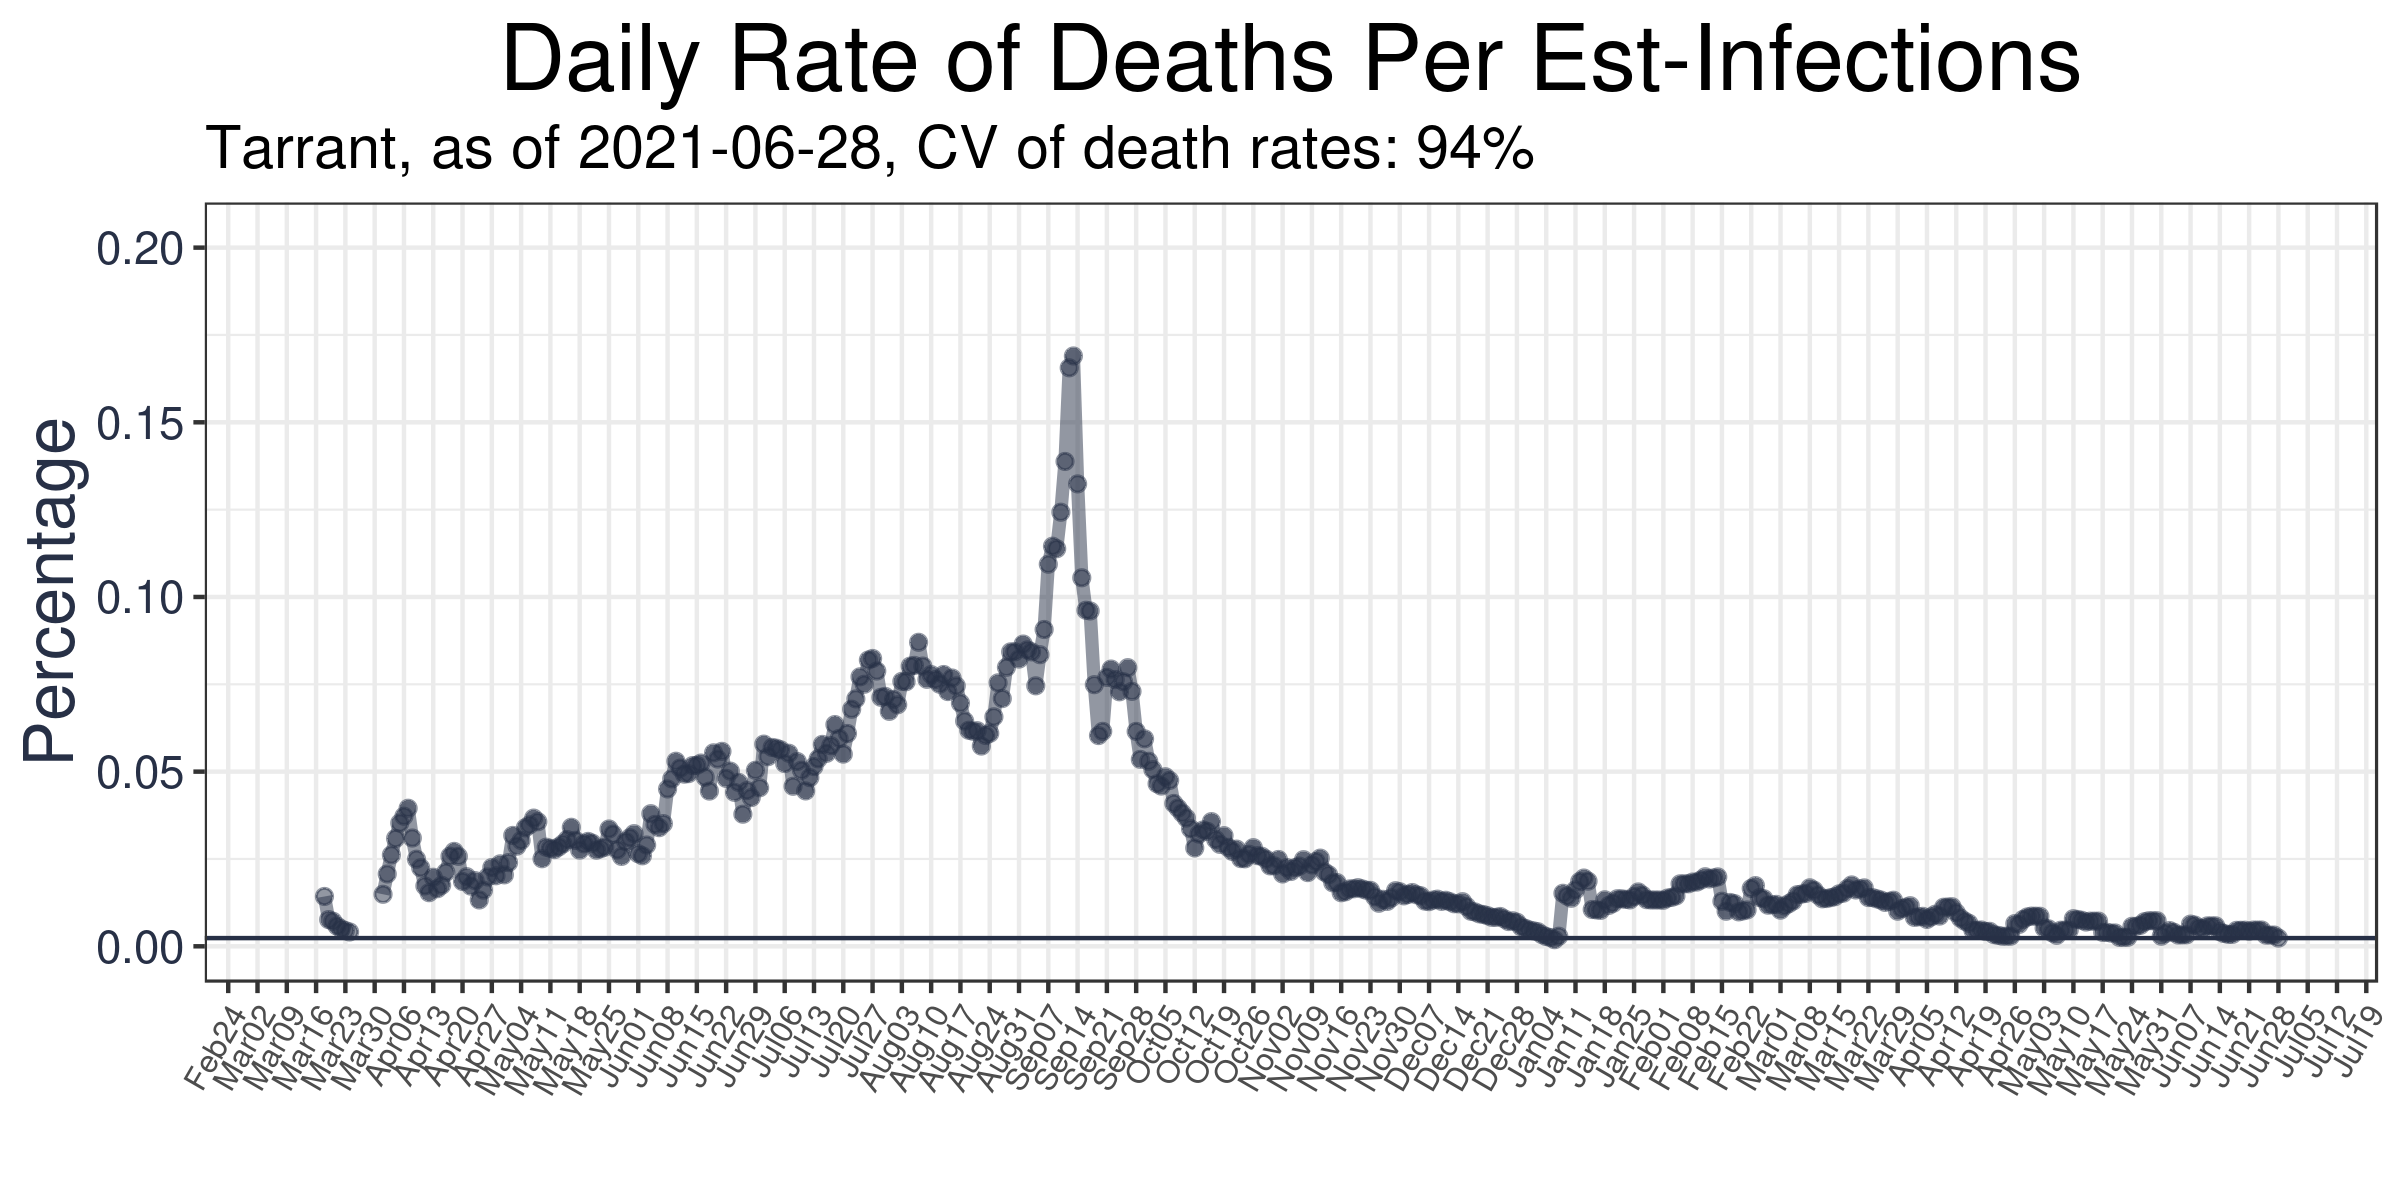 Daily Rate of Deaths Per Est-Infections
Tarrant, as of 2021-06-28, CV of death rates: 94%
Percentage
0.20
0.15
0.10
0.05
0.00
Feb24
Mar02
Mar09
Mar16
Mar23
Mar30
Apr06
Apr13
Apr20
Apr27
May04
May11
May18
May25
Jun01
Jun08
Jun15
Jun22
Jun29
Jul06
Jul13
Jul20
Jul27
Aug03
Aug10
Aug17
Aug24
Aug31
Sep07
Sep14
Sep21
Sep28
Oct05
Oct12
Oct19
Oct26
Nov02
Nov09
Nov16
Nov23
Nov30
Dec07
Dec14
Dec21
Dec28
Jan04
Jan11
Jan18
Jan25
Feb01
Feb08
Feb15
Feb22
Mar01
Mar08
Mar15
Mar22
Mar29
Apr05
Apr12
Apr19
Apr26
May03
May10
May17
May24
May31
Jun07
Jun14
Jun21
Jun28
Jul05
Jul12
Jul19